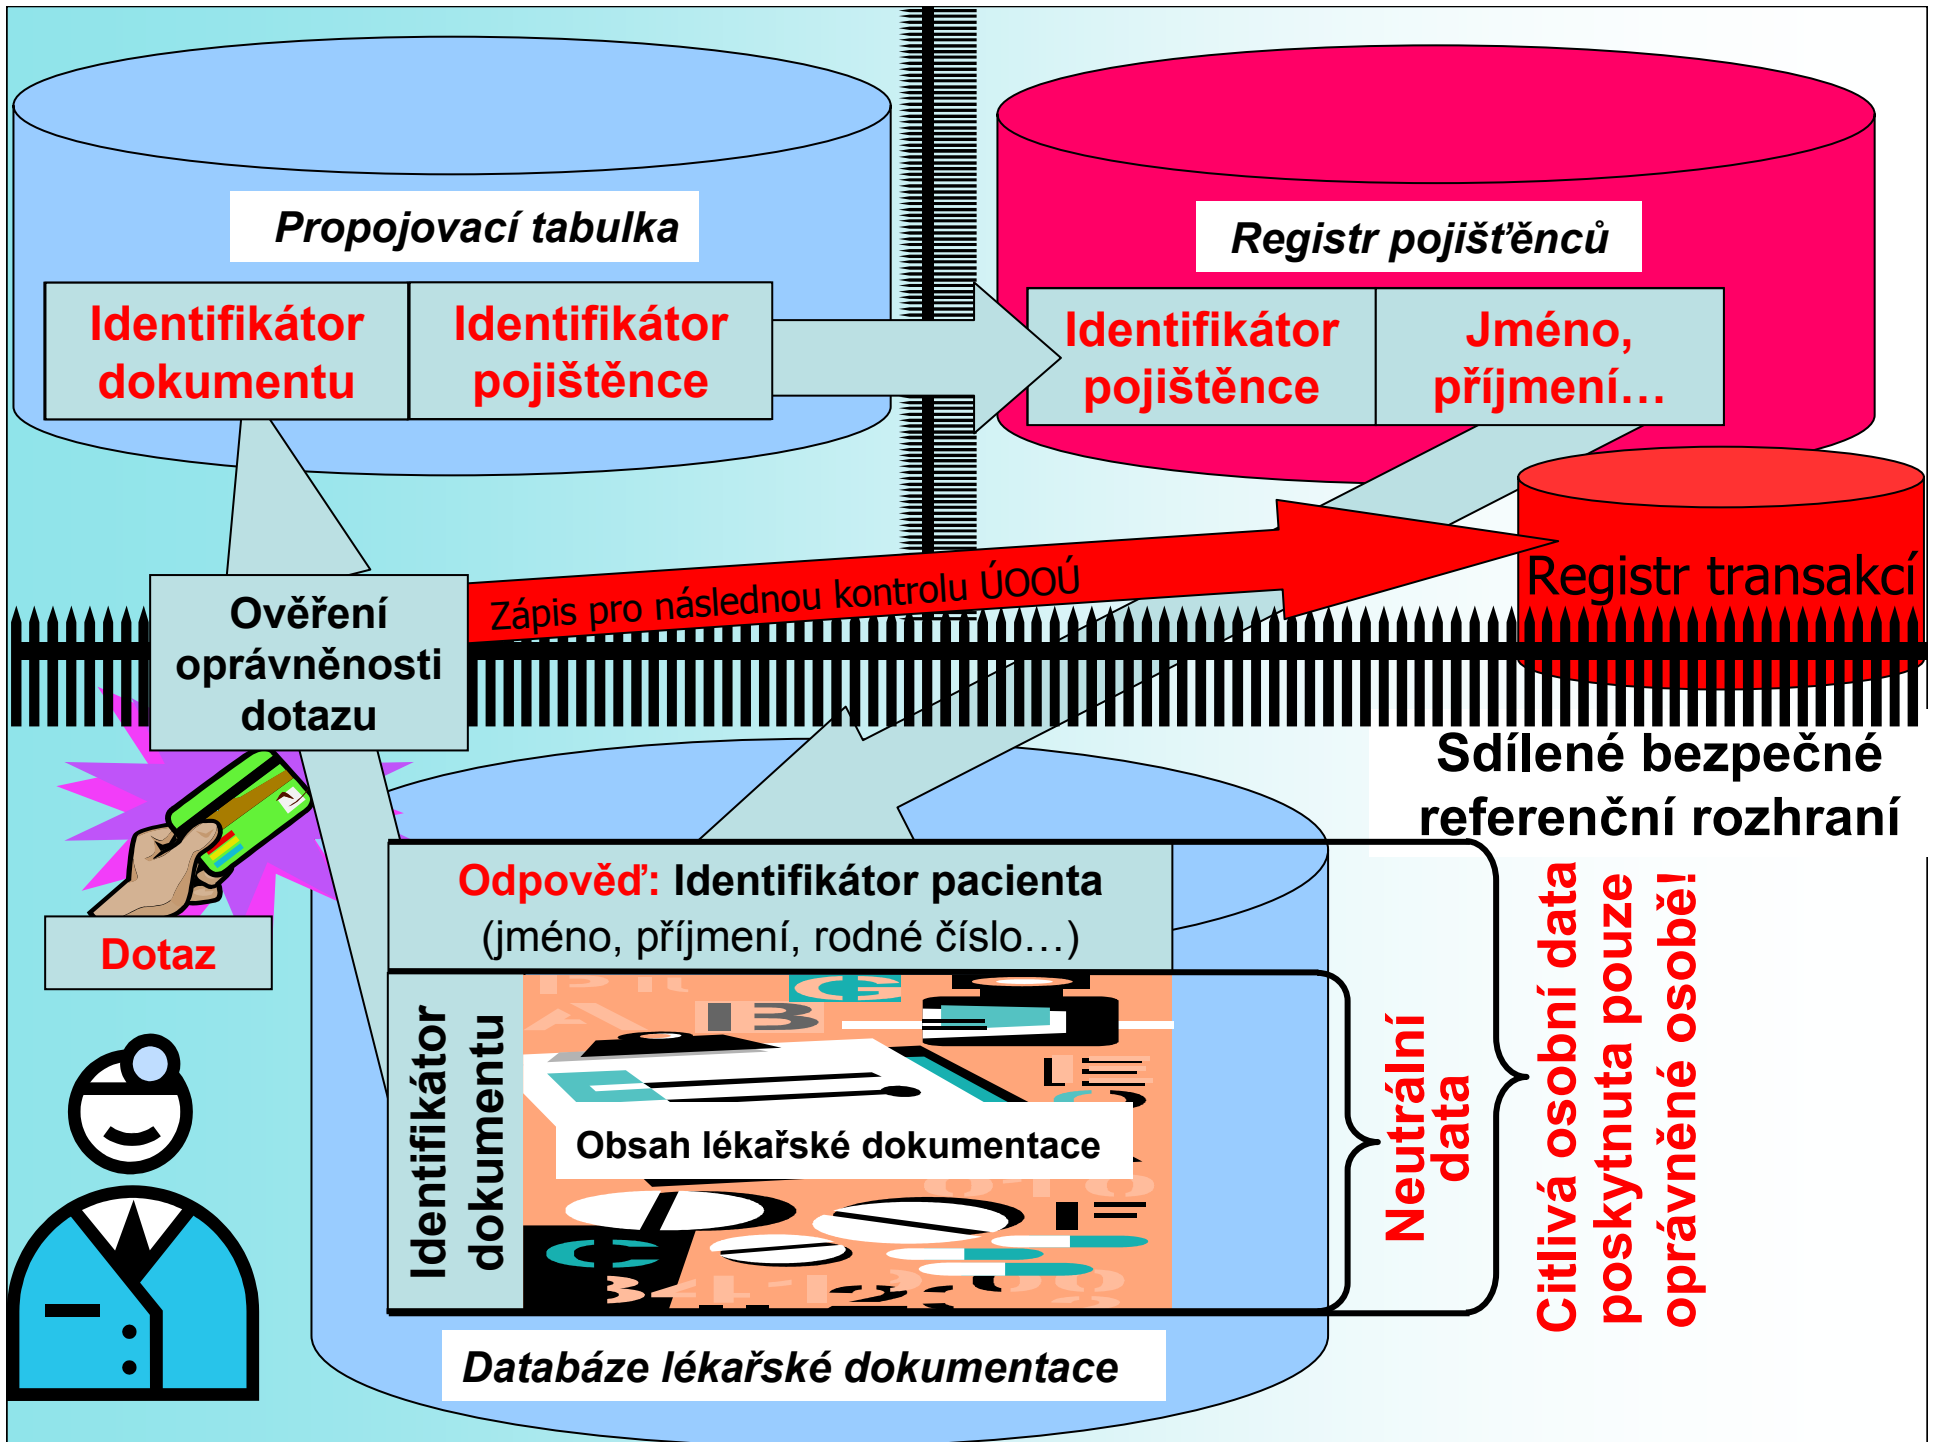 Propojovací tabulka
Registr pojišťěnců
Identifikátor
dokumentu
Identifikátor
pojištěnce
Identifikátor
pojištěnce
Jméno,
příjmení…
Zápis pro následnou kontrolu ÚOOÚ
Registr transakcí
Ověření
oprávněnosti
dotazu
Sdílené bezpečné
referenční rozhraní
Dotaz
Odpověď: Identifikátor pacienta
(jméno, příjmení, rodné číslo…)
Identifikátor
dokumentu
Obsah lékařské dokumentace
Neutrální
data
Citlivá osobní data
poskytnuta pouze
oprávněné osobě!
Databáze lékařské dokumentace